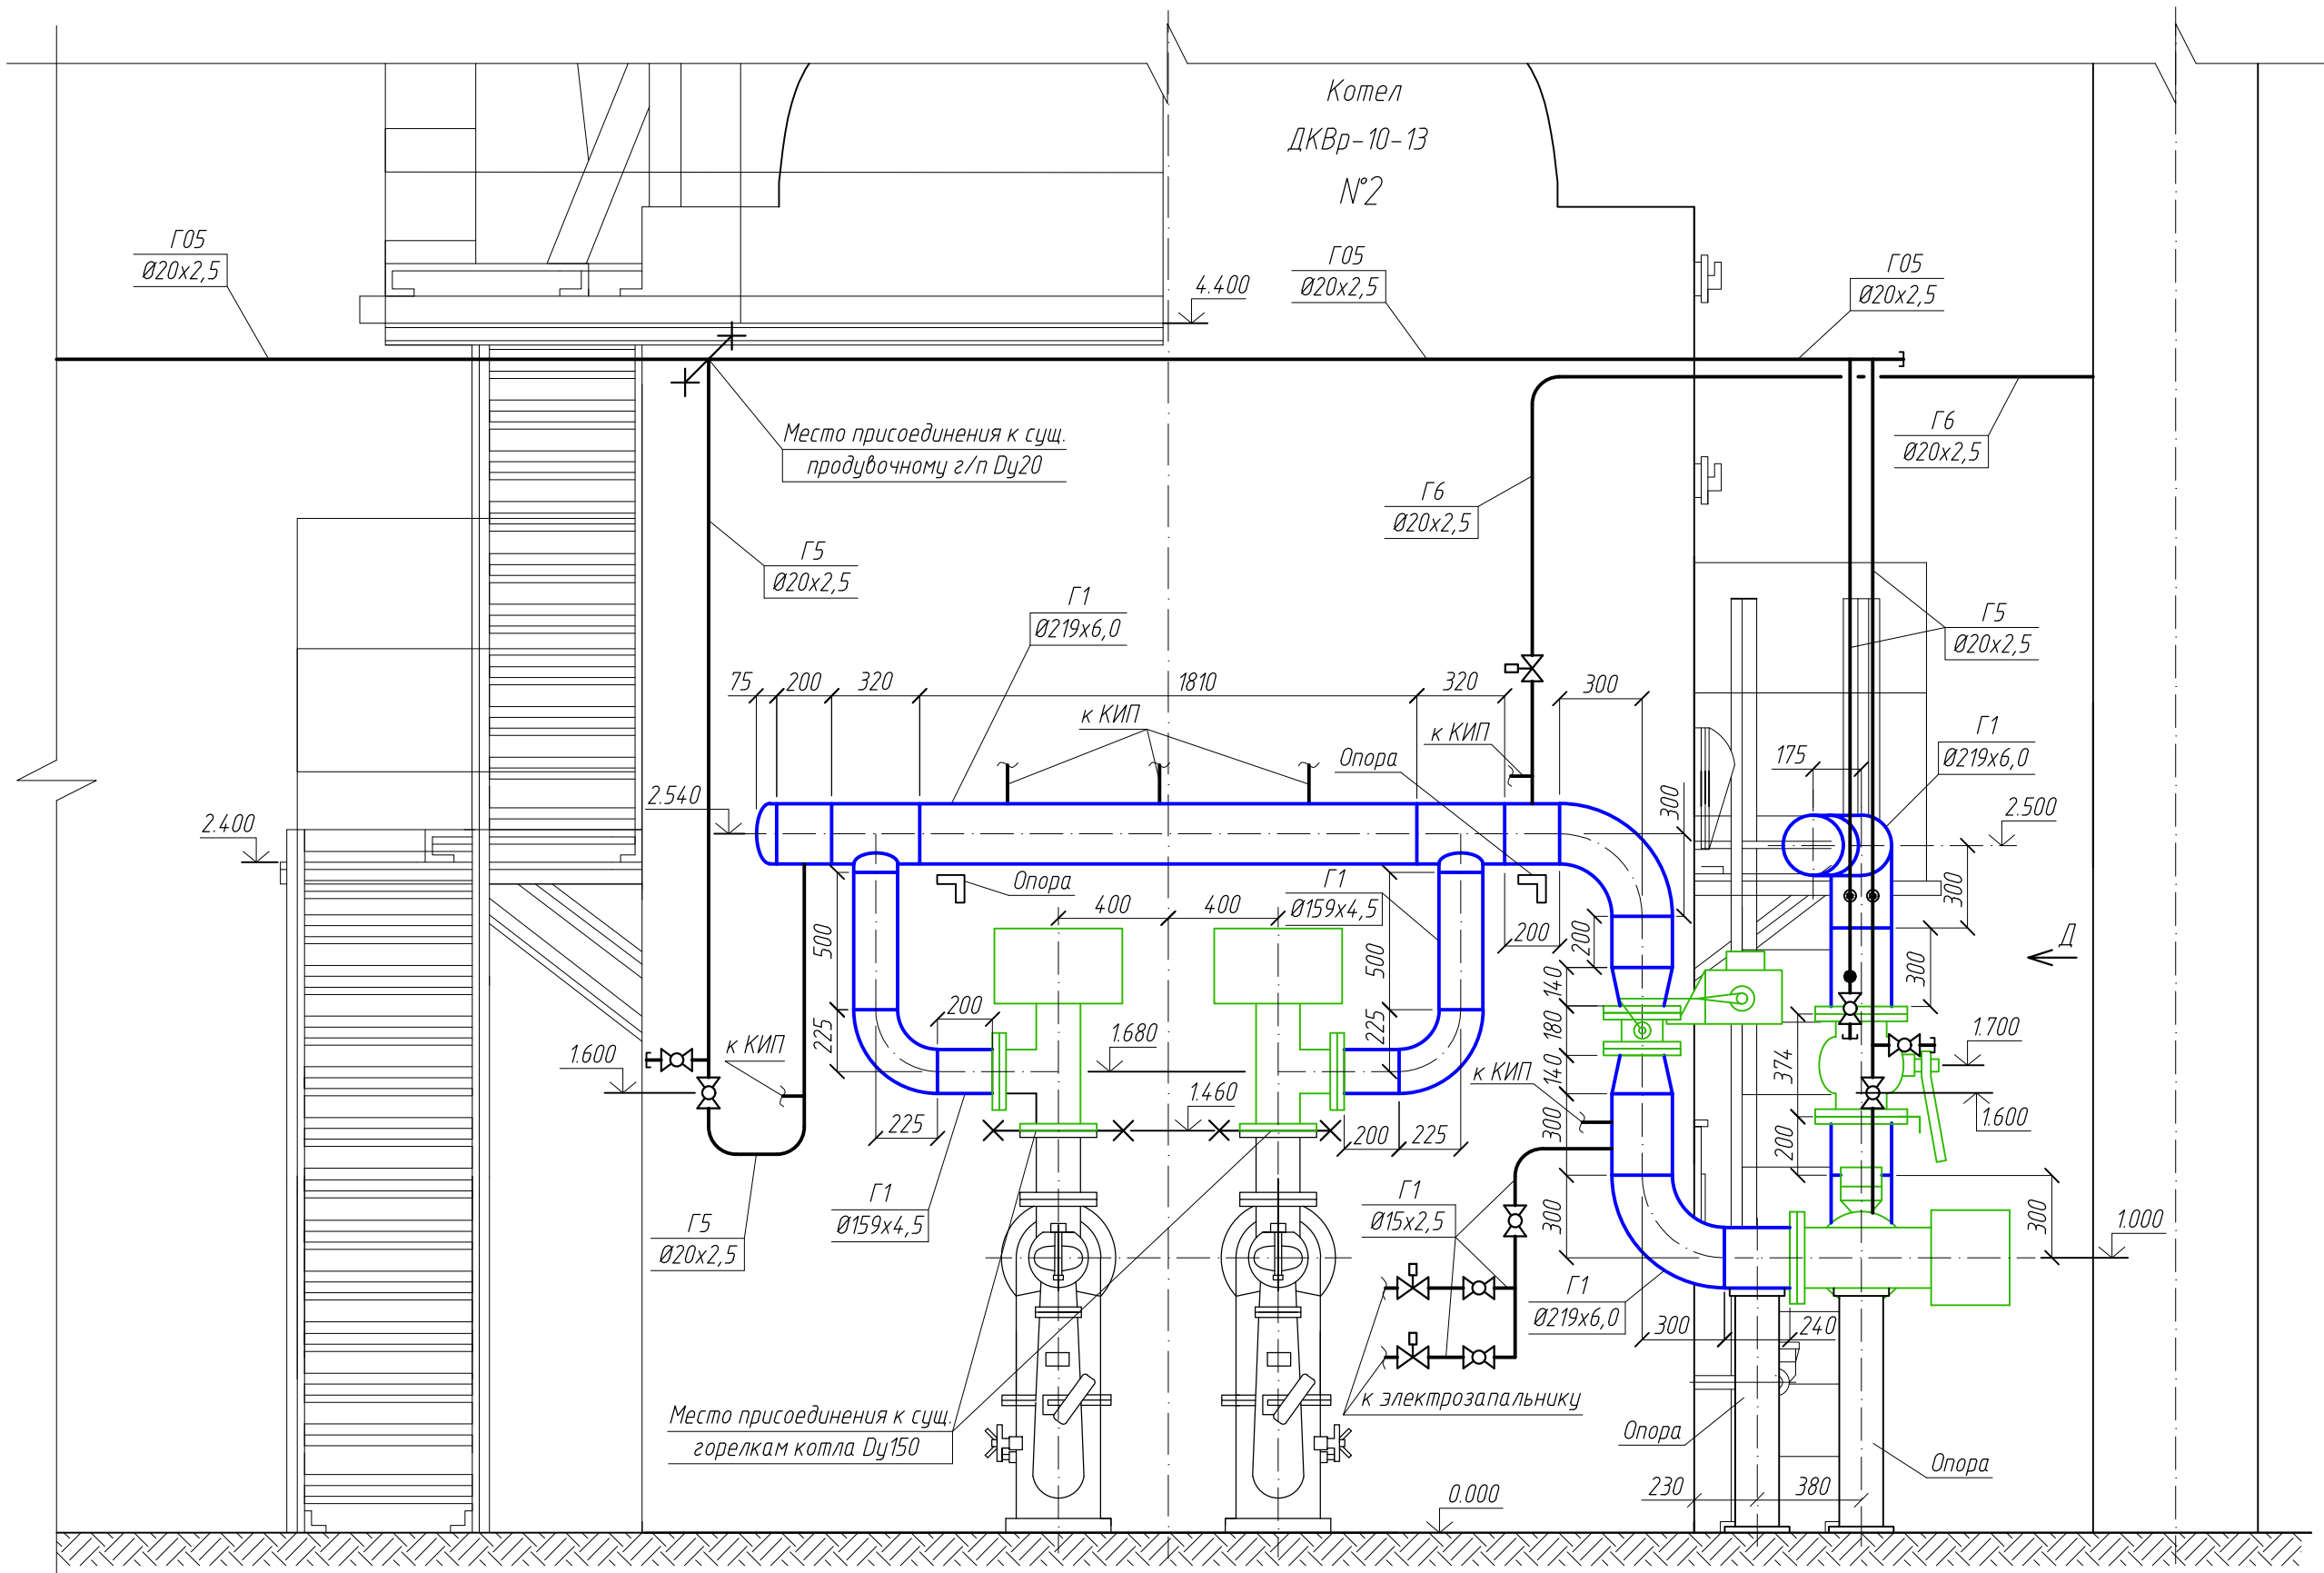 Котел
ДКВр-10-13
№2
Г05
Ø20х2,5
Г05
Ø20х2,5
Г05
Ø20х2,5
4.400
Место присоединения к сущ.
продувочному г/п Dу20
Г6
Ø20х2,5
Г6
Ø20х2,5
Г5
Ø20х2,5
Г1
Ø219х6,0
Г5
Ø20х2,5
75
200
320
1810
320
300
к КИП
к КИП
Опора
175
Г1
Ø219х6,0
2.540
300
2.500
2.400
Опора
Г1
Ø159х4,5
300
400
400
500
500
200
200
Д
300
140
200
225
225
180
374
1.700
1.680
1.600
к КИП
140
к КИП
1.460
1.600
225
200
225
300
200
Г1
Ø159х4,5
Г1
Ø15х2,5
300
300
1.000
Г5
Ø20х2,5
Г1
Ø219х6,0
300
240
к электрозапальнику
Место присоединения к сущ.
горелкам котла Dу150
Опора
Опора
230
380
0.000